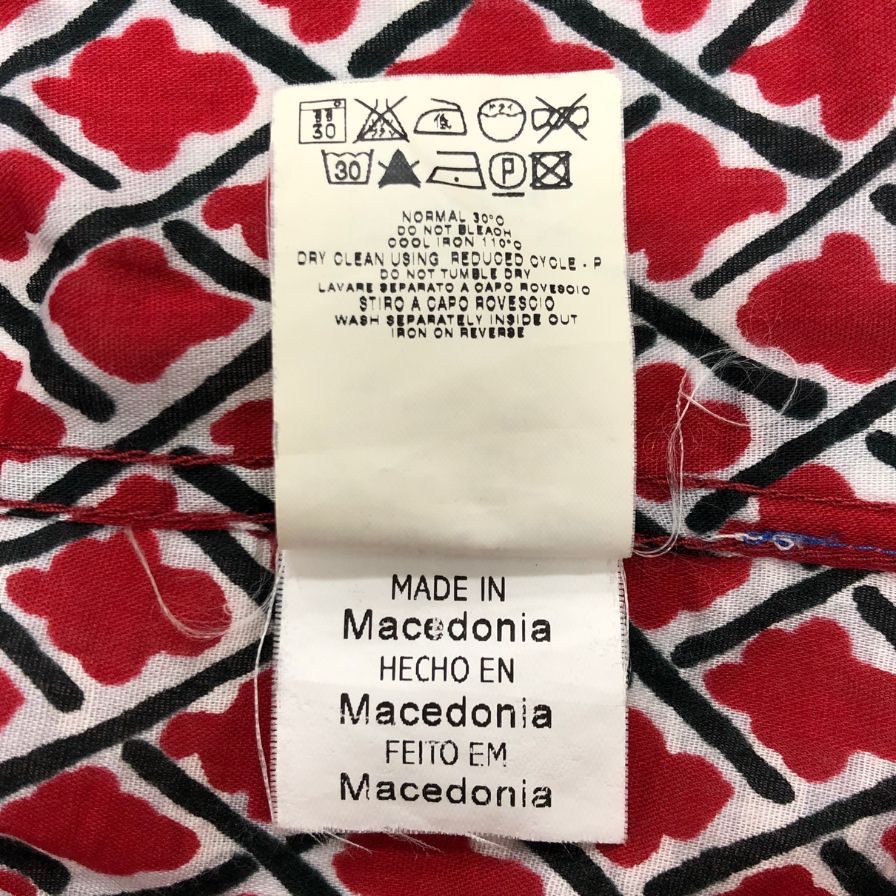 30
P21
30
P
NORMAL 30°C
DO NOT BLEACH
COOL IRON 110°C
DRY CLEAN USING REDUCED CYCLE - P
DO NOT TUMBLE DRY
LAVARE SEPARATO A CAPO ROVESCIO
STIRO A CAPO ROVESCIO
WASH SEPARATELY INSIDE OUT
IRON ON REVERSE
MADE IN
Macedonia
HECHO EN
Macedonia
FEITO EM
Macedonia